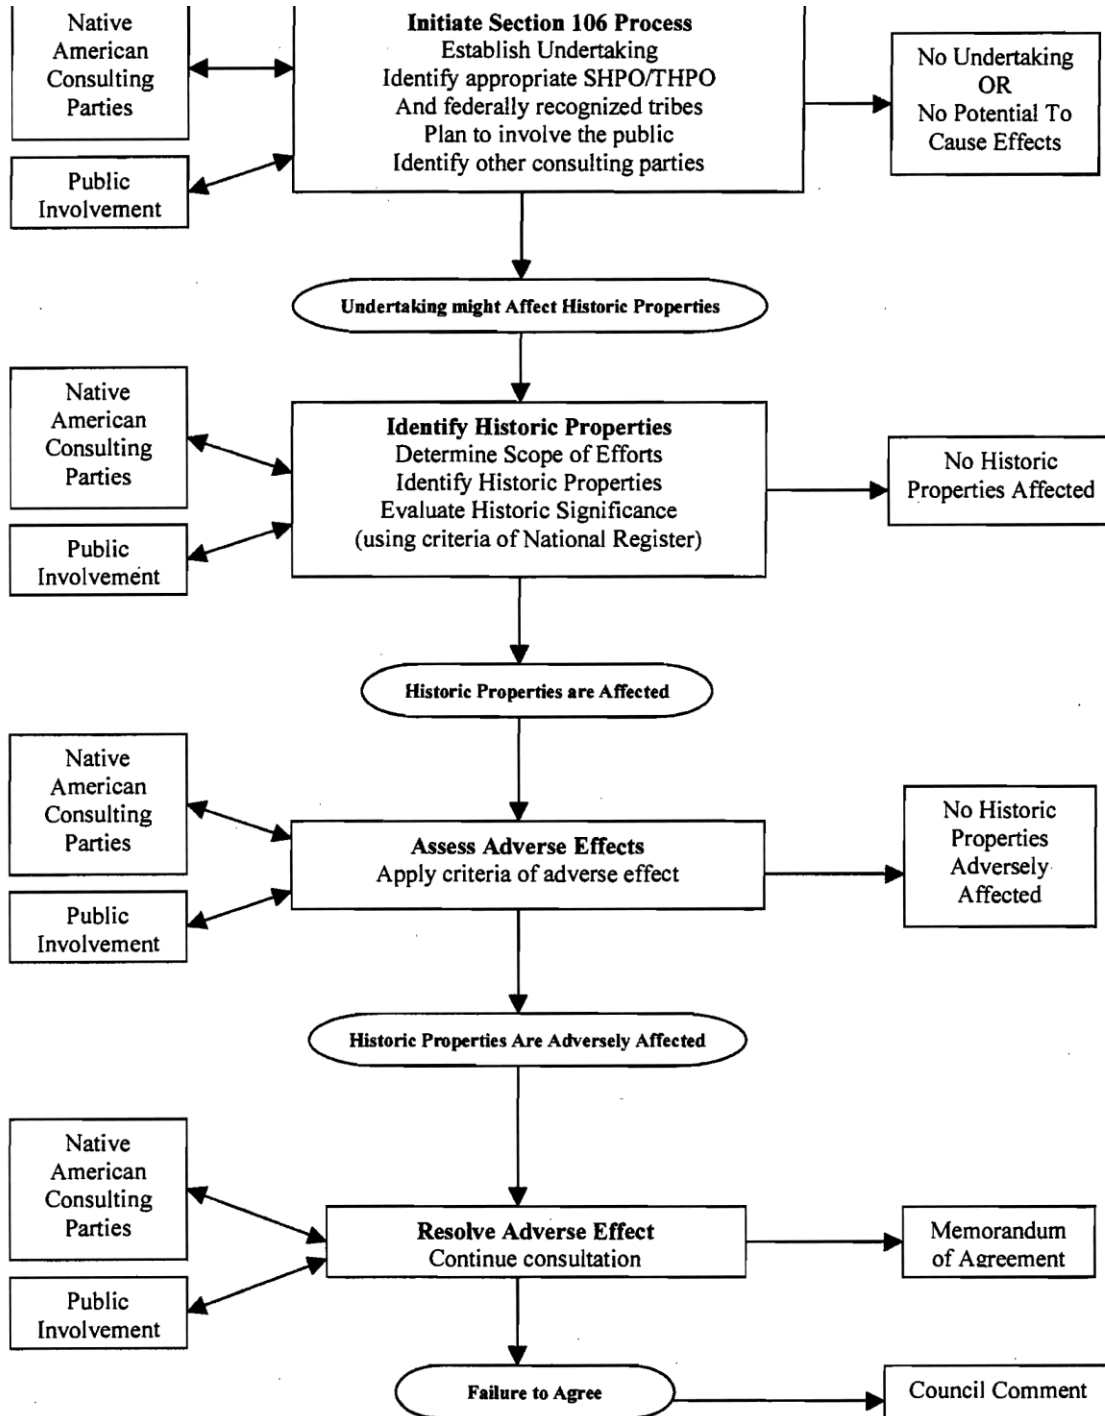 Native
American
Consulting
Parties
Initiate Section 106 Process
Establish Undertaking
Identify appropriate SHPO/THPO
And federally recognized tribes
Plan to involve the public
Identify other consulting parties
No Undertaking
OR
No Potential To
Cause Effects
Public
Involvement
Undertaking might Affect Historic Properties
Native
American
Consulting
Parties
Identify Historic Properties
Determine Scope of Efforts
Identify Historic Properties
Evaluate Historic Significance
(using criteria of National Register)
No Historic
Properties Affected
Public
Involvement
Historic Properties are Affected
Native
American
Consulting
Parties
Assess Adverse Effects
Apply criteria of adverse effect
No Historic
Properties
Adversely
Affected
Public
Involvement
Historic Properties Are Adversely Affected
Native
American
Consulting
Parties
Resolve Adverse Effect
Continue consultation
Memorandum
of Agreement
Public
Involvement
Failure to Agree
Council Comment